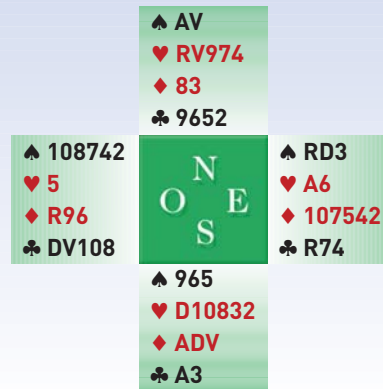 ♠ AV
♥ RV974
♦ 83
♣ 9652
♠ 108742
♥ 5
♦ R96
♣ DV108
N
O E
S
♠ RD3
♥ A6
♦ 107542
♣ R74
♠ 965
♥ D10832
♦ ADV
♣ A3